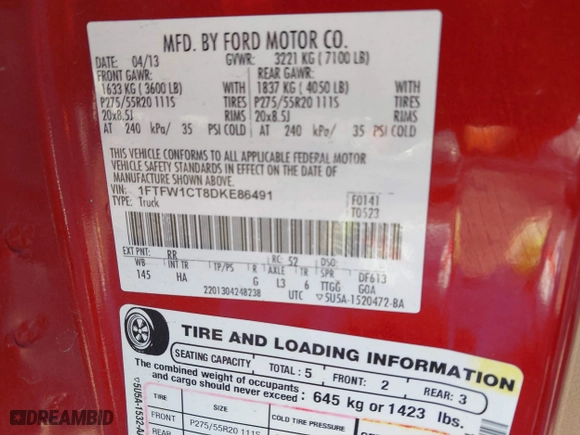 MFD. BY FORD MOTOR CO.
DATE: 04/13 GVWR: 3221 KG ( 7100 LB)
FRONT GAWR: REAR GAWR:
1633 KG ( 3600 LB) WITH 1837 KG ( 4050 LB) WITH
P275/55R20 111S TIRES P275/55R20 111S TIRES
20x8.5J RIMS 20x8.5J RIMS
AT 240 kPa/ 35 PSI COLD AT 240 kPa/ 35 PSI COLD
THIS VEHICLE CONFORMS TO ALL APPLICABLE FEDERAL MOTOR
VEHICLE SAFETY STANDARDS IN EFFECT ON THE DATE OF
MANUFACTURE SHOWN ABOVE.
VIN: 1FTFW1CT8DKE86491 F0141
TYPE: Truck T0523
EXT PNT: RR RC: 52 DSO:
WB INT TR TP/PS R AXLE TR SPR DF613
145 HA G L3 6 TTGG GOA
2201304248238 UTC ▽5U5A-1520472-BA
TIRE AND LOADING INFORMATION
SEATING CAPACITY TOTAL: 5 FRONT: 2 REAR: 3
The combined weight of occupants
and cargo should never exceed: 645 kg or 1423 lbs.
TIRE SIZE COLD TIRE PRESSURE
FRONT P275/55R20 111S
REAR
▽5U5A-1532-A
DREAMBID